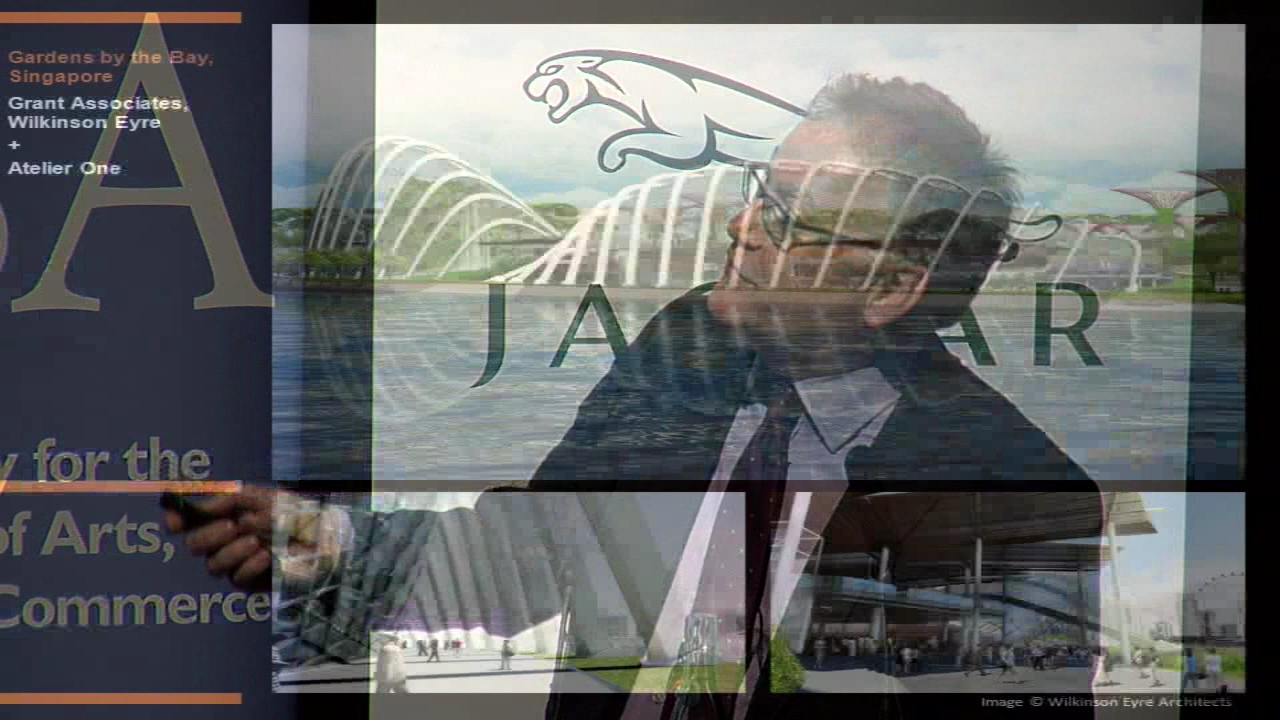 A
Gardens by the Bay,
Singapore
Grant Associates,
Wilkinson Eyre
+
Atelier One
JAGUAR
y for the
of Arts,
Commerce
Image © Wilkinson Eyre Architects